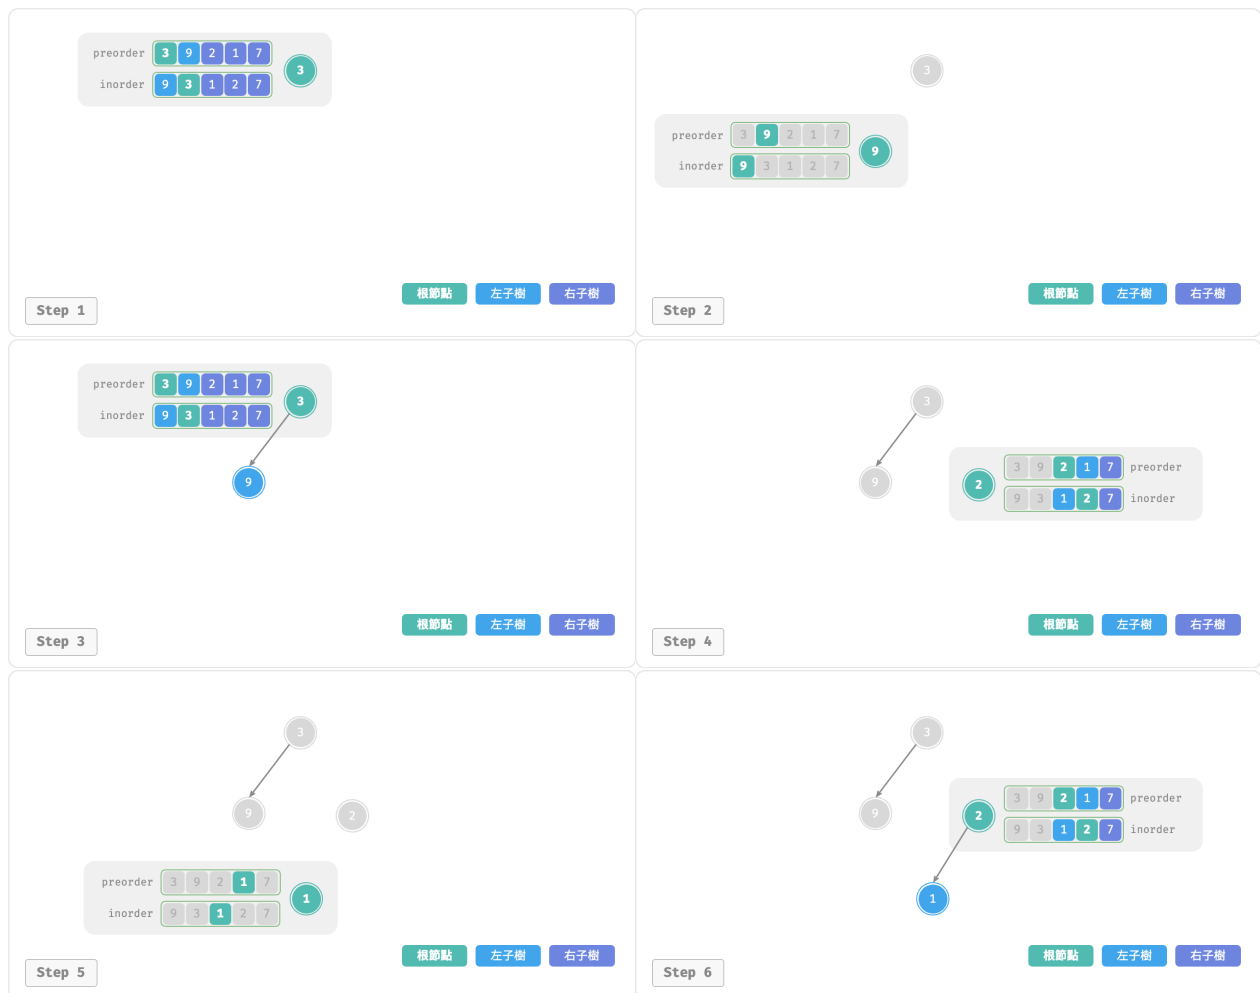 preorder 3 9 2 1 7
inorder 9 3 1 2 7
3
根節點 左子樹 右子樹
Step 1
3
preorder 3 9 2 1 7
inorder 9 3 1 2 7
9
根節點 左子樹 右子樹
Step 2
preorder 3 9 2 1 7
inorder 9 3 1 2 7
3
9
根節點 左子樹 右子樹
Step 3
3
9
2
3 9 2 1 7 preorder
9 3 1 2 7 inorder
根節點 左子樹 右子樹
Step 4
3
9 2
preorder 3 9 2 1 7
inorder 9 3 1 2 7
1
根節點 左子樹 右子樹
Step 5
3
9
2
3 9 2 1 7 preorder
9 3 1 2 7 inorder
1
根節點 左子樹 右子樹
Step 6